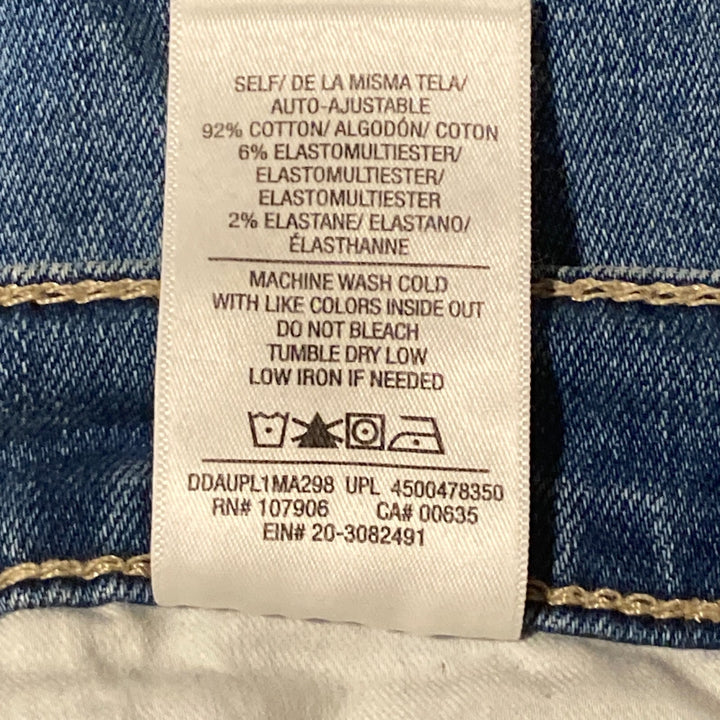 SELF/ DE LA MISMA TELA/
AUTO-AJUSTABLE
92% COTTON/ ALGODÓN/ COTON
6% ELASTOMULTIESTER/
ELASTOMULTIESTER/
ELASTOMULTIESTER
2% ELASTANE/ ELASTANO/
ÉLASTHANNE
MACHINE WASH COLD
WITH LIKE COLORS INSIDE OUT
DO NOT BLEACH
TUMBLE DRY LOW
LOW IRON IF NEEDED
DDAUPL1MA298 UPL 4500478350
RN# 107906 CA# 00635
EIN# 20-3082491